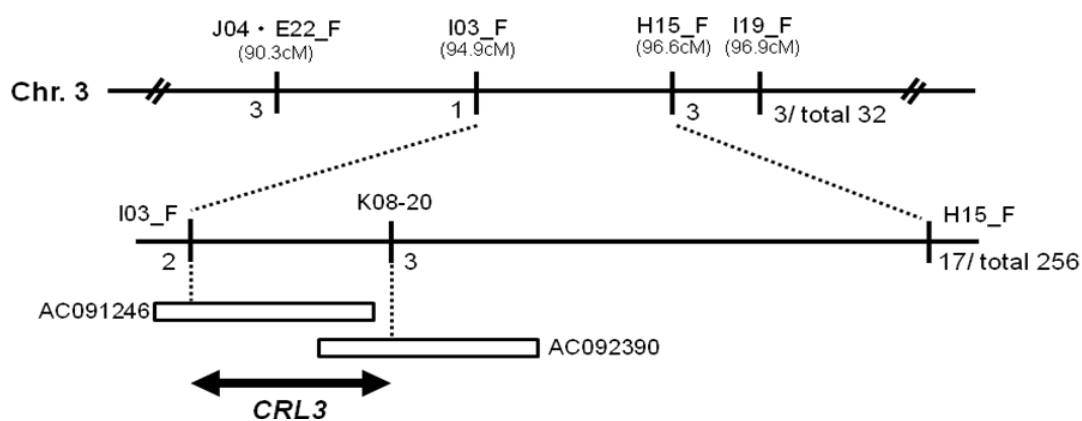 J04・E22_F I03_F H15_F I19_F
(90.3cM) (94.9cM) (96.6cM) (96.9cM)
Chr. 3
3 1 3 3/ total 32
I03_F K08-20 H15_F
2 3 17/ total 256
AC091246
AC092390
CRL3